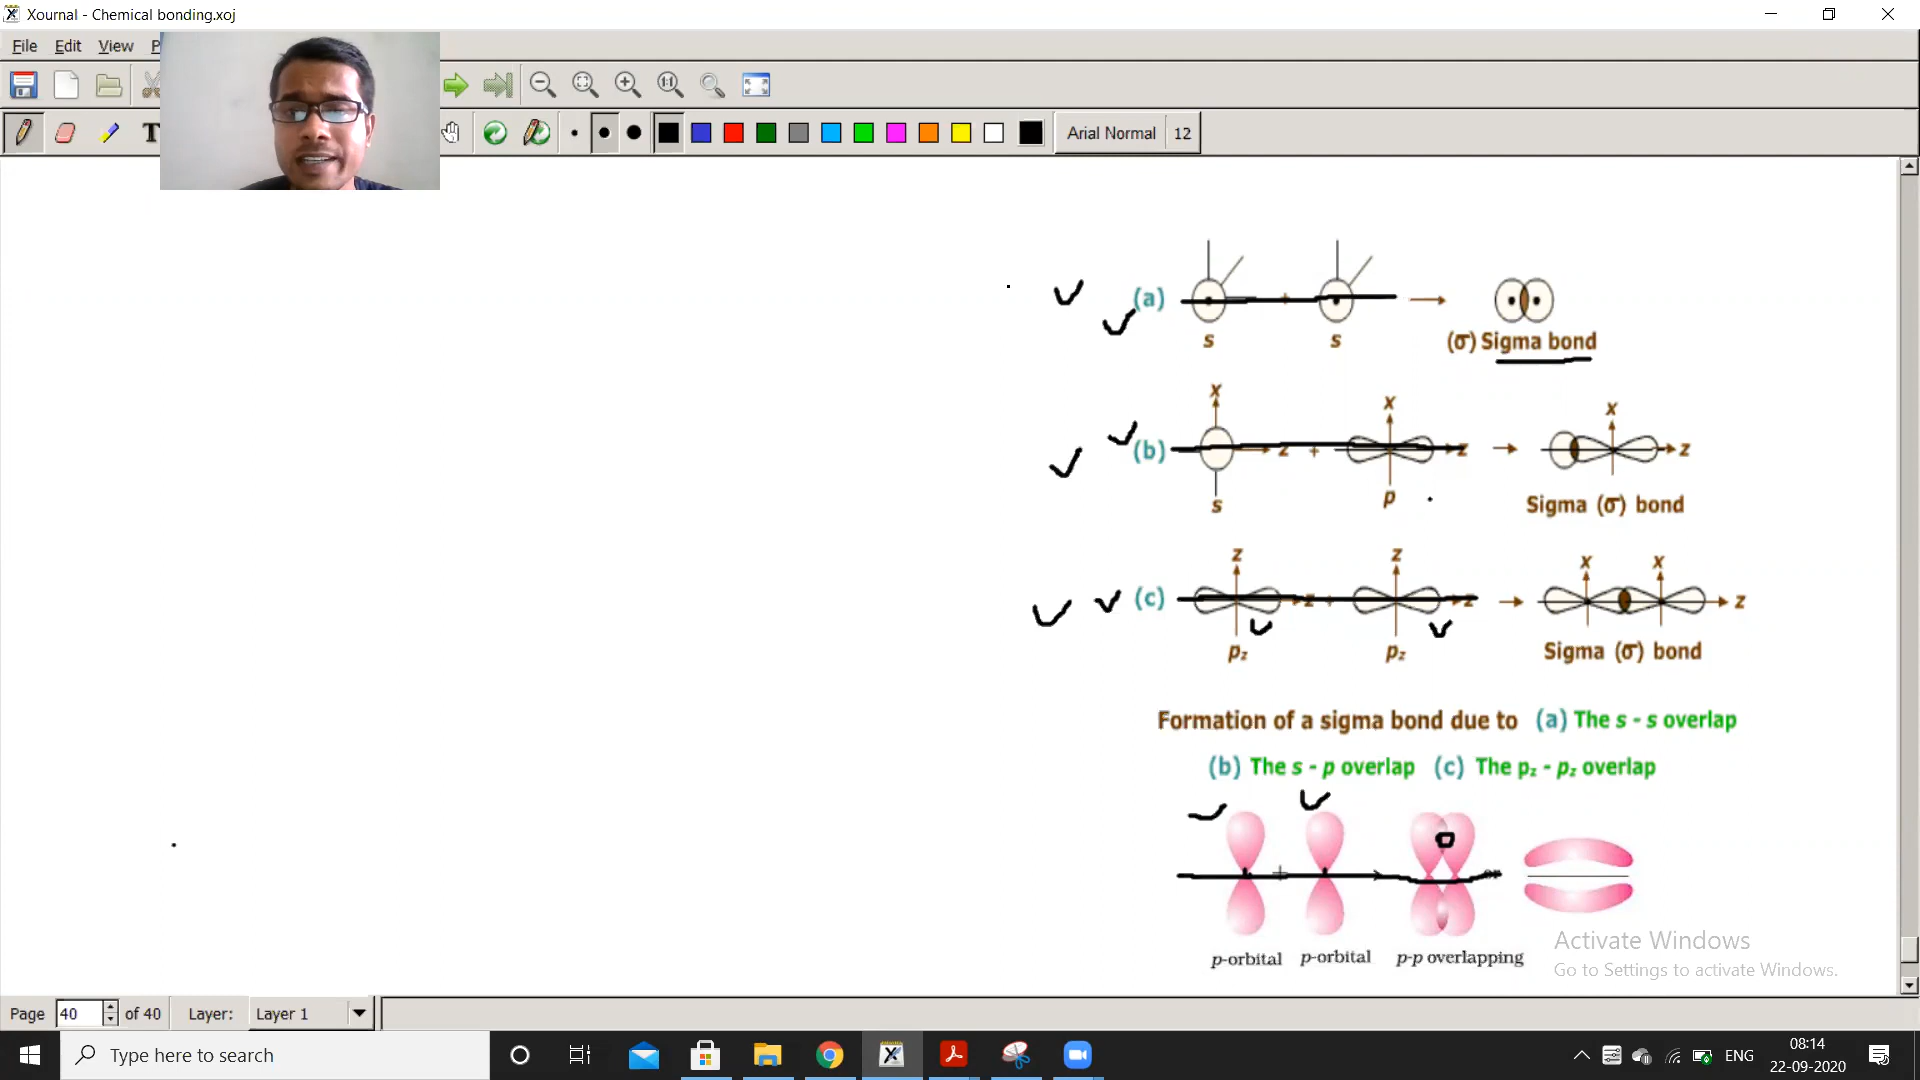 Xournal - Chemical bonding.xoj
File Edit View P
T Arial Normal 12
(a) + (σ) Sigma bond
s s
x x x
(b) z + z z
s p Sigma (σ) bond
z z x x
(c) z + z z
pz pz Sigma (σ) bond
Formation of a sigma bond due to (a) The s - s overlap
(b) The s - p overlap (c) The pz - pz overlap
+ or
p-orbital p-orbital p-p overlapping
Activate Windows
Go to Settings to activate Windows.
Page 40 of 40 Layer: Layer 1
Type here to search
ENG
08:14
22-09-2020